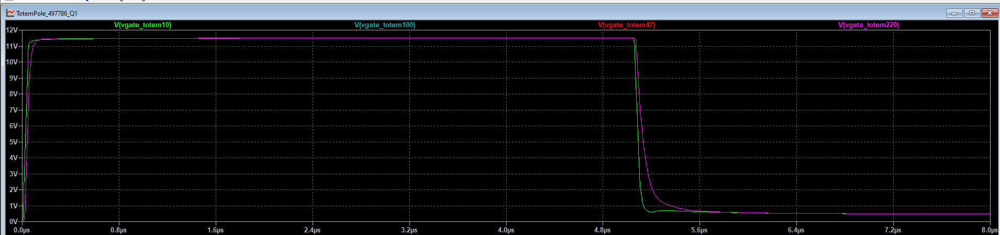 TotemPole_497786_Q1
V(vgate_totem10) V(vgate_totem100) V(vgate_totem47) V(vgate_totem220)
12V
11V
10V
9V
8V
7V
6V
5V
4V
3V
2V
1V
0V
0.0µs 0.8µs 1.6µs 2.4µs 3.2µs 4.0µs 4.8µs 5.6µs 6.4µs 7.2µs 8.0µs